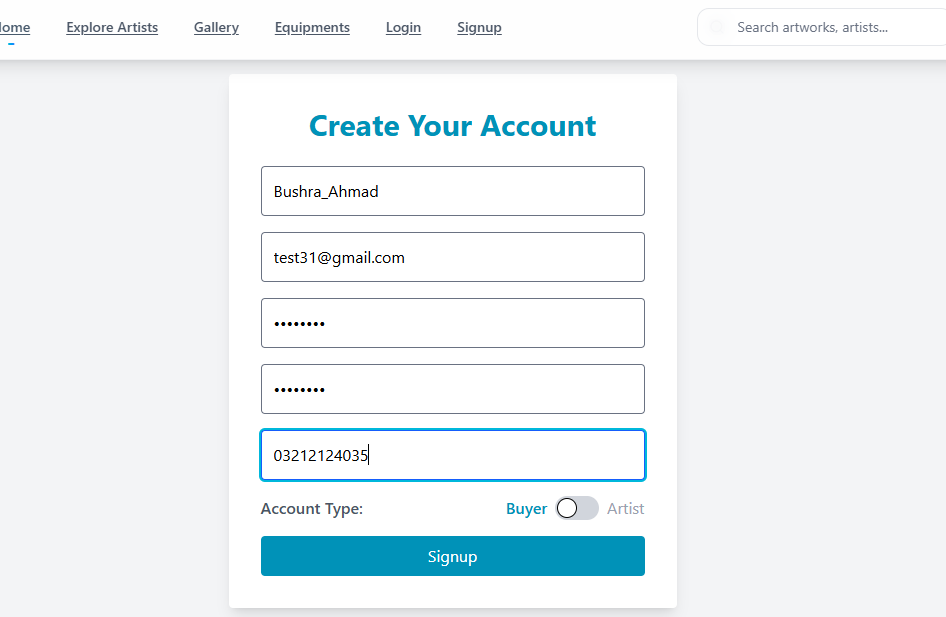 ome Explore Artists Gallery Equipments Login Signup Search artworks, artists...
Create Your Account
Bushra_Ahmad
test31@gmail.com
••••••••
••••••••
03212124035
Account Type: Buyer Artist
Signup